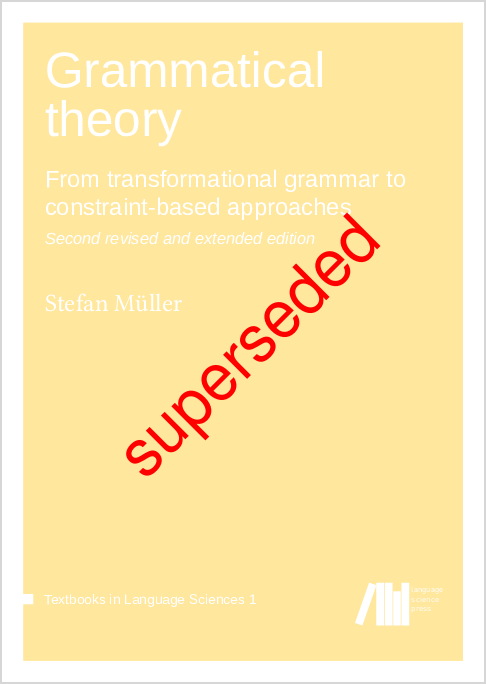 Grammatical
theory
From transformational grammar to
constraint-based approaches
Second revised and extended edition
Stefan Müller
superseded
Textbooks in Language Sciences 1
language
science
press